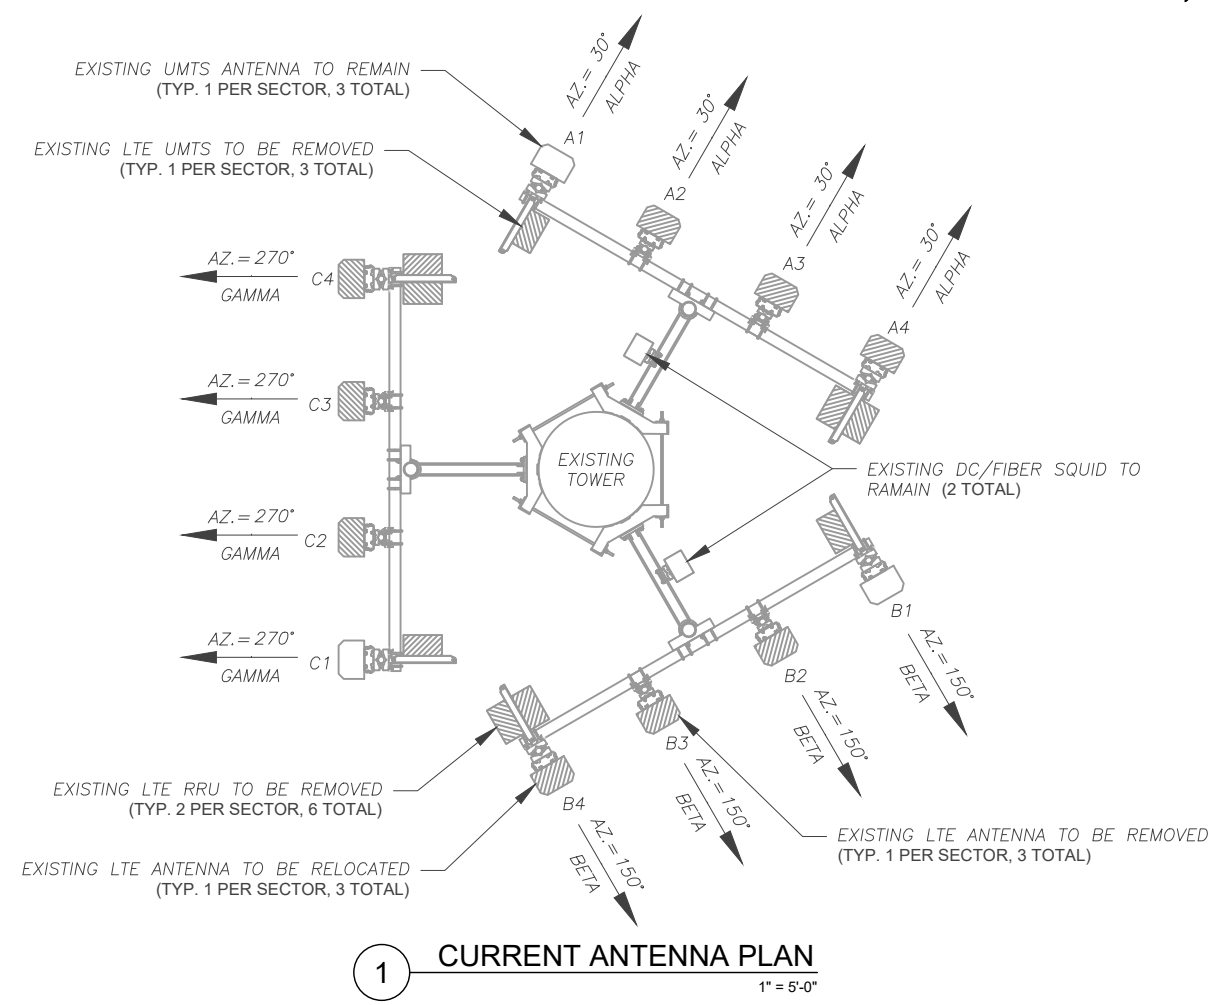 EXISTING UMTS ANTENNA TO REMAIN
(TYP. 1 PER SECTOR, 3 TOTAL)
EXISTING LTE UMTS TO BE REMOVED
(TYP. 1 PER SECTOR, 3 TOTAL)
AZ.= 30°
ALPHA
A1
AZ.= 30°
ALPHA
A2
AZ.= 30°
ALPHA
A3
AZ.= 30°
ALPHA
A4
AZ.= 270°
GAMMA
C4
AZ.= 270°
GAMMA
C3
AZ.= 270°
GAMMA
C2
AZ.= 270°
GAMMA
C1
EXISTING
TOWER
EXISTING DC/FIBER SQUID TO
RAMAIN (2 TOTAL)
B1
AZ.= 150°
BETA
B2
AZ.= 150°
BETA
B3
AZ.= 150°
BETA
B4
AZ.= 150°
BETA
EXISTING LTE RRU TO BE REMOVED
(TYP. 2 PER SECTOR, 6 TOTAL)
EXISTING LTE ANTENNA TO BE RELOCATED
(TYP. 1 PER SECTOR, 3 TOTAL)
EXISTING LTE ANTENNA TO BE REMOVED
(TYP. 1 PER SECTOR, 3 TOTAL)
1
CURRENT ANTENNA PLAN
1" = 5'-0"